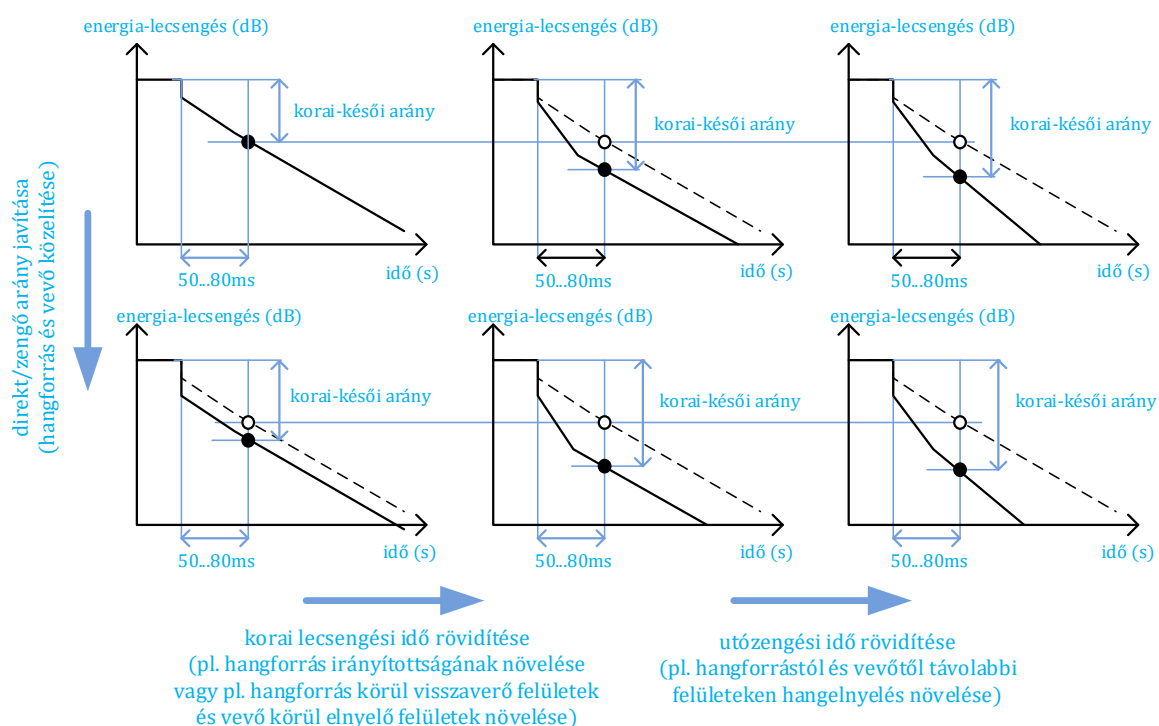 energia-lecsengés (dB)
energia-lecsengés (dB)
energia-lecsengés (dB)
korai-késői arány
korai-késői arány
korai-késői arány
50...80ms
idő (s)
50...80ms
idő (s)
50...80ms
idő (s)
direkt/zengő arány javítása
(hangforrás és vevő közelítése)
energia-lecsengés (dB)
energia-lecsengés (dB)
energia-lecsengés (dB)
korai-késői arány
korai-késői arány
korai-késői arány
50...80ms
idő (s)
50...80ms
idő (s)
50...80ms
idő (s)
korai lecsengési idő rövidítése
(pl. hangforrás irányítottságának növelése
vagy pl. hangforrás körül visszaverő felületek
és vevő körül elnyelő felületek növelése)
utózengési idő rövidítése
(pl. hangforrástól és vevőtől távolabbi
felületeken hangelnyelés növelése)